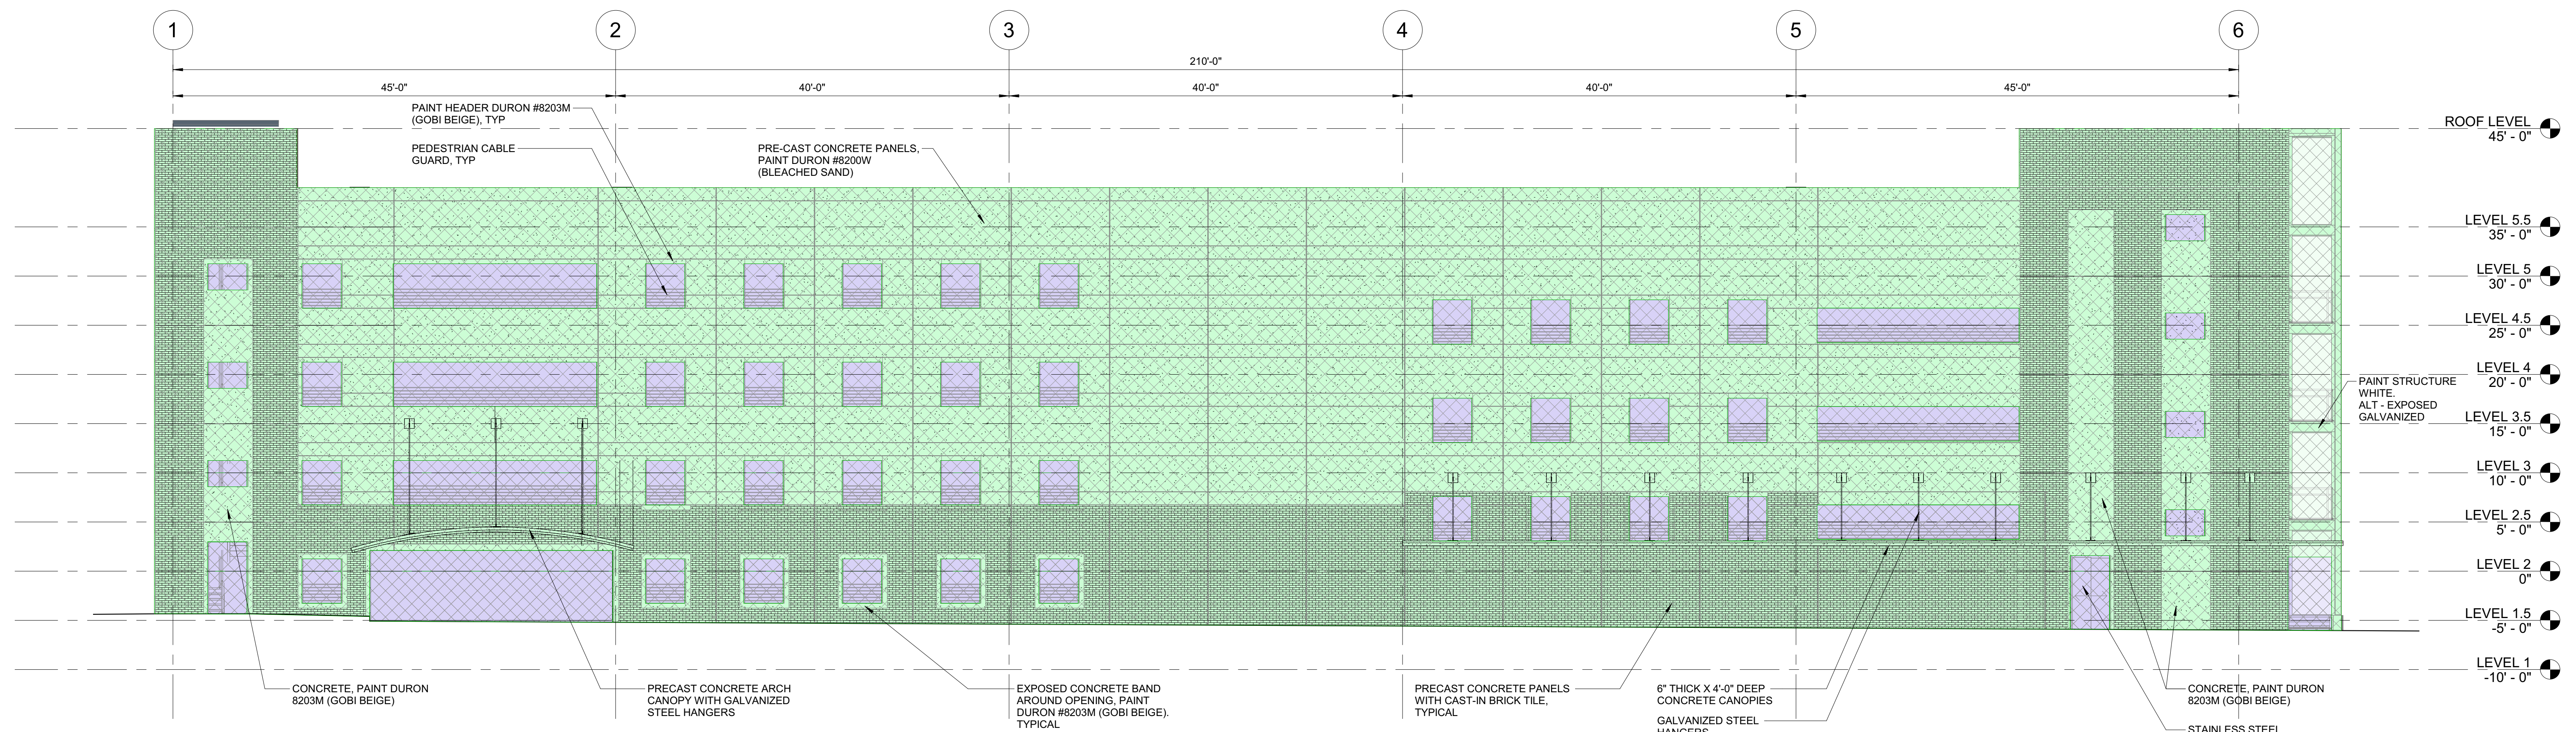 1
2
3
4
5
6
210'-0"
45'-0"
40'-0"
40'-0"
40'-0"
45'-0"
PAINT HEADER DURON #8203M
(GOBI BEIGE), TYP
PEDESTRIAN CABLE
GUARD, TYP
PRE-CAST CONCRETE PANELS,
PAINT DURON #8200W
(BLEACHED SAND)
ROOF LEVEL
45' - 0"
LEVEL 5.5
35' - 0"
LEVEL 5
30' - 0"
LEVEL 4.5
25' - 0"
LEVEL 4
20' - 0"
PAINT STRUCTURE
WHITE.
ALT - EXPOSED
GALVANIZED
LEVEL 3.5
15' - 0"
LEVEL 3
10' - 0"
LEVEL 2.5
5' - 0"
LEVEL 2
0"
LEVEL 1.5
-5' - 0"
LEVEL 1
-10' - 0"
CONCRETE, PAINT DURON
8203M (GOBI BEIGE)
PRECAST CONCRETE ARCH
CANOPY WITH GALVANIZED
STEEL HANGERS
EXPOSED CONCRETE BAND
AROUND OPENING, PAINT
DURON #8203M (GOBI BEIGE).
TYPICAL
PRECAST CONCRETE PANELS
WITH CAST-IN BRICK TILE,
TYPICAL
6" THICK X 4'-0" DEEP
CONCRETE CANOPIES
GALVANIZED STEEL
HANGERS
CONCRETE, PAINT DURON
8203M (GOBI BEIGE)
STAINLESS STEEL